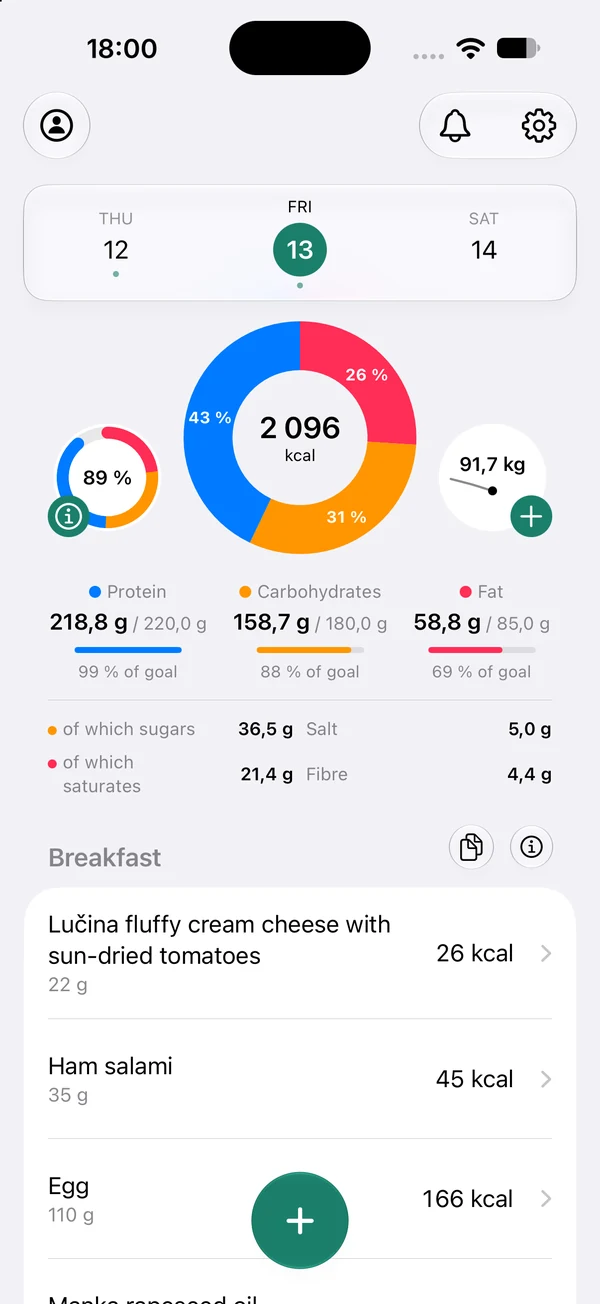 18:00
THU
FRI
SAT
12
13
14
26 %
43 %
31 %
2 096
kcal
89 %
91,7 kg
Protein
Carbohydrates
Fat
218,8 g / 220,0 g
158,7 g / 180,0 g
58,8 g / 85,0 g
99 % of goal
88 % of goal
69 % of goal
of which sugars
36,5 g
Salt
5,0 g
of which
saturates
21,4 g
Fibre
4,4 g
Breakfast
Lučina fluffy cream cheese with
sun-dried tomatoes
22 g
26 kcal
Ham salami
35 g
45 kcal
Egg
110 g
166 kcal